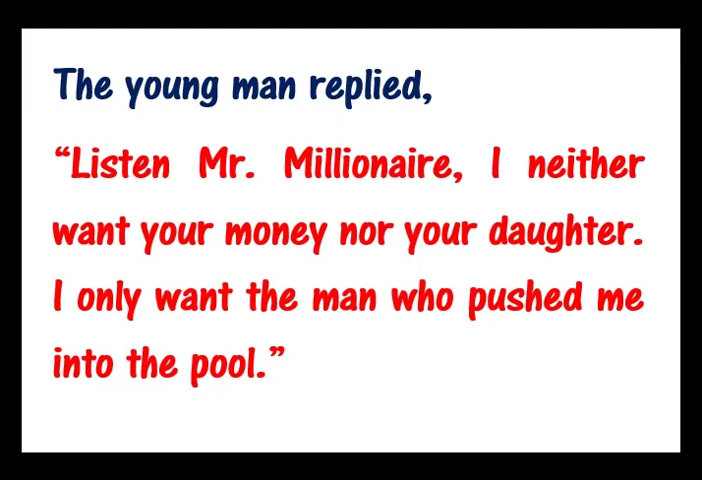 The young man replied,
“Listen Mr. Millionaire, I neither
want your money nor your daughter.
I only want the man who pushed me
into the pool.”